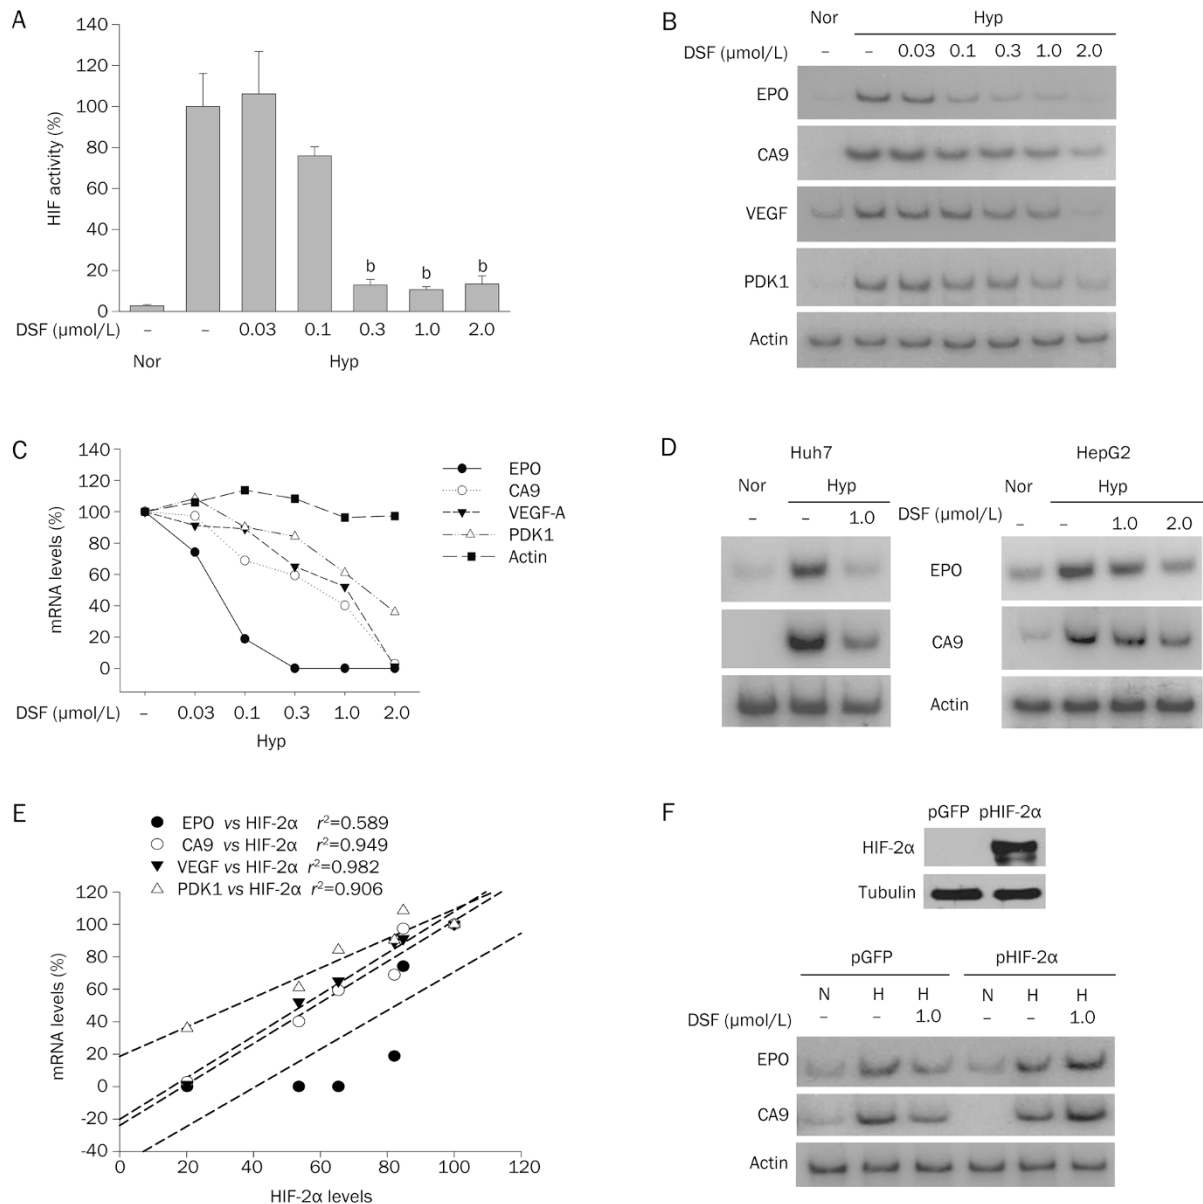 A
140
120
100
80
60
40
20
0
HIF activity (%)
b b b
DSF (μmol/L) – – 0.03 0.1 0.3 1.0 2.0
Nor Hyp
B
Nor Hyp
DSF (μmol/L) – – 0.03 0.1 0.3 1.0 2.0
EPO
CA9
VEGF
PDK1
Actin
C
140
120
100
80
60
40
20
0
mRNA levels (%)
EPO
CA9
VEGF-A
PDK1
Actin
DSF (μmol/L) – 0.03 0.1 0.3 1.0 2.0
Hyp
D
Huh7 HepG2
Nor Hyp Nor Hyp
DSF (μmol/L)
– – 1.0 – – 1.0 2.0
EPO
CA9
Actin
E
EPO vs HIF-2α r²=0.589
CA9 vs HIF-2α r²=0.949
VEGF vs HIF-2α r²=0.982
PDK1 vs HIF-2α r²=0.906
120
100
80
60
40
20
0
-20
-40
mRNA levels (%)
0 20 40 60 80 100 120
HIF-2α levels
F
pGFP pHIF-2α
HIF-2α
Tubulin
pGFP pHIF-2α
N H H N H H
DSF (μmol/L) – – 1.0 – – 1.0
EPO
CA9
Actin